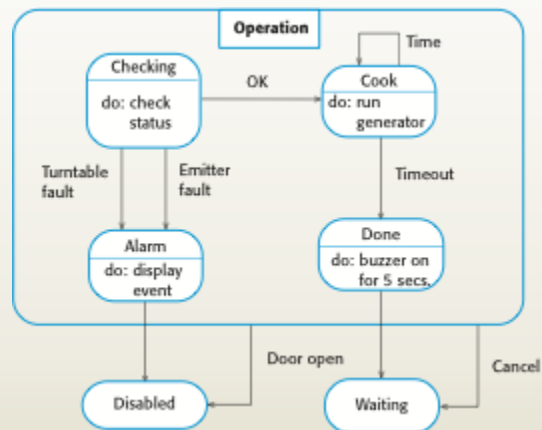 Operation
Time
Checking
do: check
status
OK
Cook
do: run
generator
Turntable
fault
Emitter
fault
Timeout
Alarm
do: display
event
Done
do: buzzer on
for 5 secs.
Door open
Cancel
Disabled
Waiting